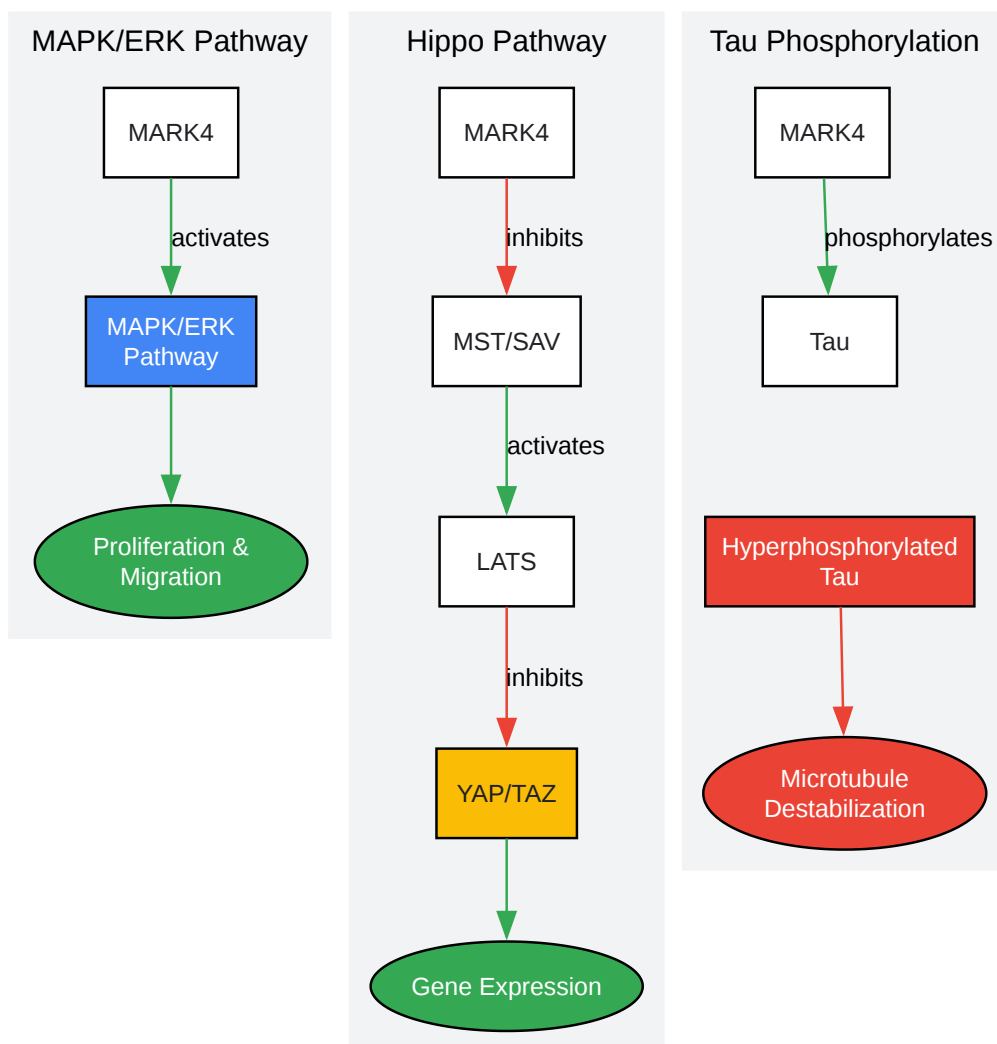 MAPK/ERK Pathway
MARK4
activates
MAPK/ERK
Pathway
Proliferation &
Migration
Hippo Pathway
MARK4
inhibits
MST/SAV
activates
LATS
inhibits
YAP/TAZ
Gene Expression
Tau Phosphorylation
MARK4
phosphorylates
Tau
Hyperphosphorylated
Tau
Microtubule
Destabilization